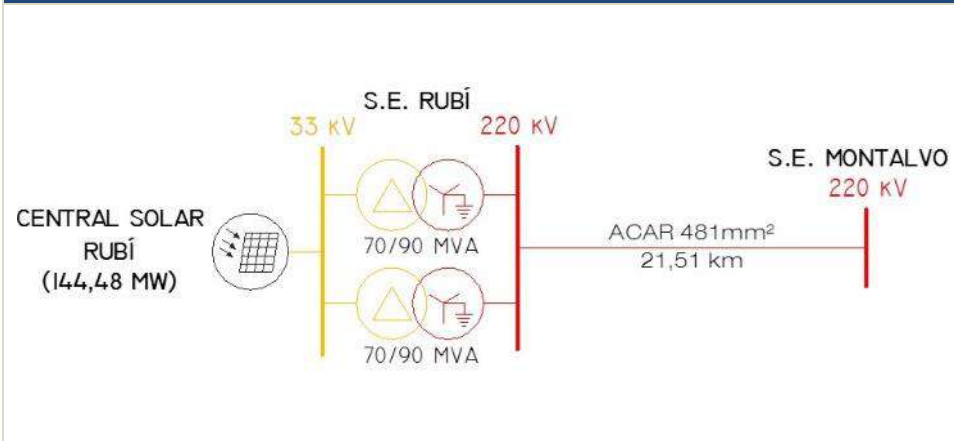 S.E. RUBÍ
33 KV
220 KV
S.E. MONTALVO
220 KV
CENTRAL SOLAR
RUBÍ
(144,48 MW)
70/90 MVA
70/90 MVA
ACAR 481mm²
21,51 km